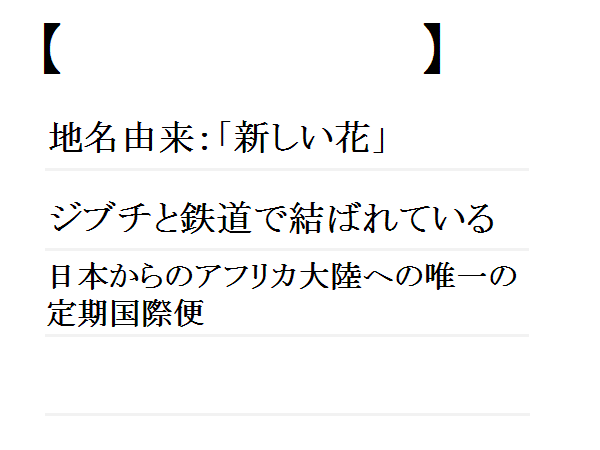 【　　　　　　　　　】
地名由来:「新しい花」
ジブチと鉄道で結ばれている
日本からのアフリカ大陸への唯一の
定期国際便